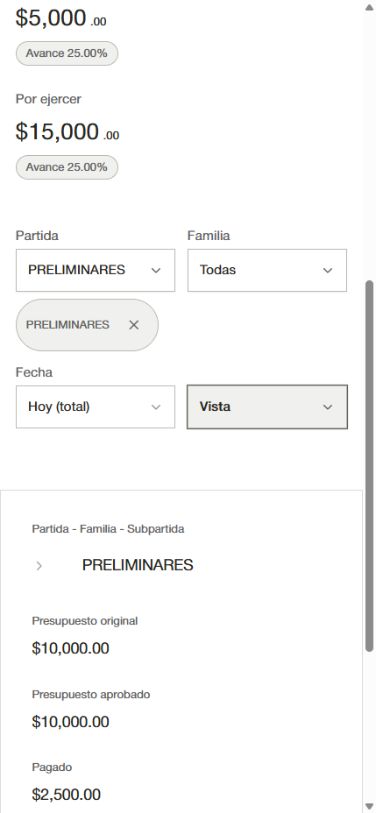 $5,000 .00
Avance 25.00%
Por ejercer
$15,000 .00
Avance 25.00%
Partida Familia
PRELIMINARES Todas
PRELIMINARES
Fecha
Hoy (total) Vista
Partida - Familia - Subpartida
PRELIMINARES
Presupuesto original
$10,000.00
Presupuesto aprobado
$10,000.00
Pagado
$2,500.00